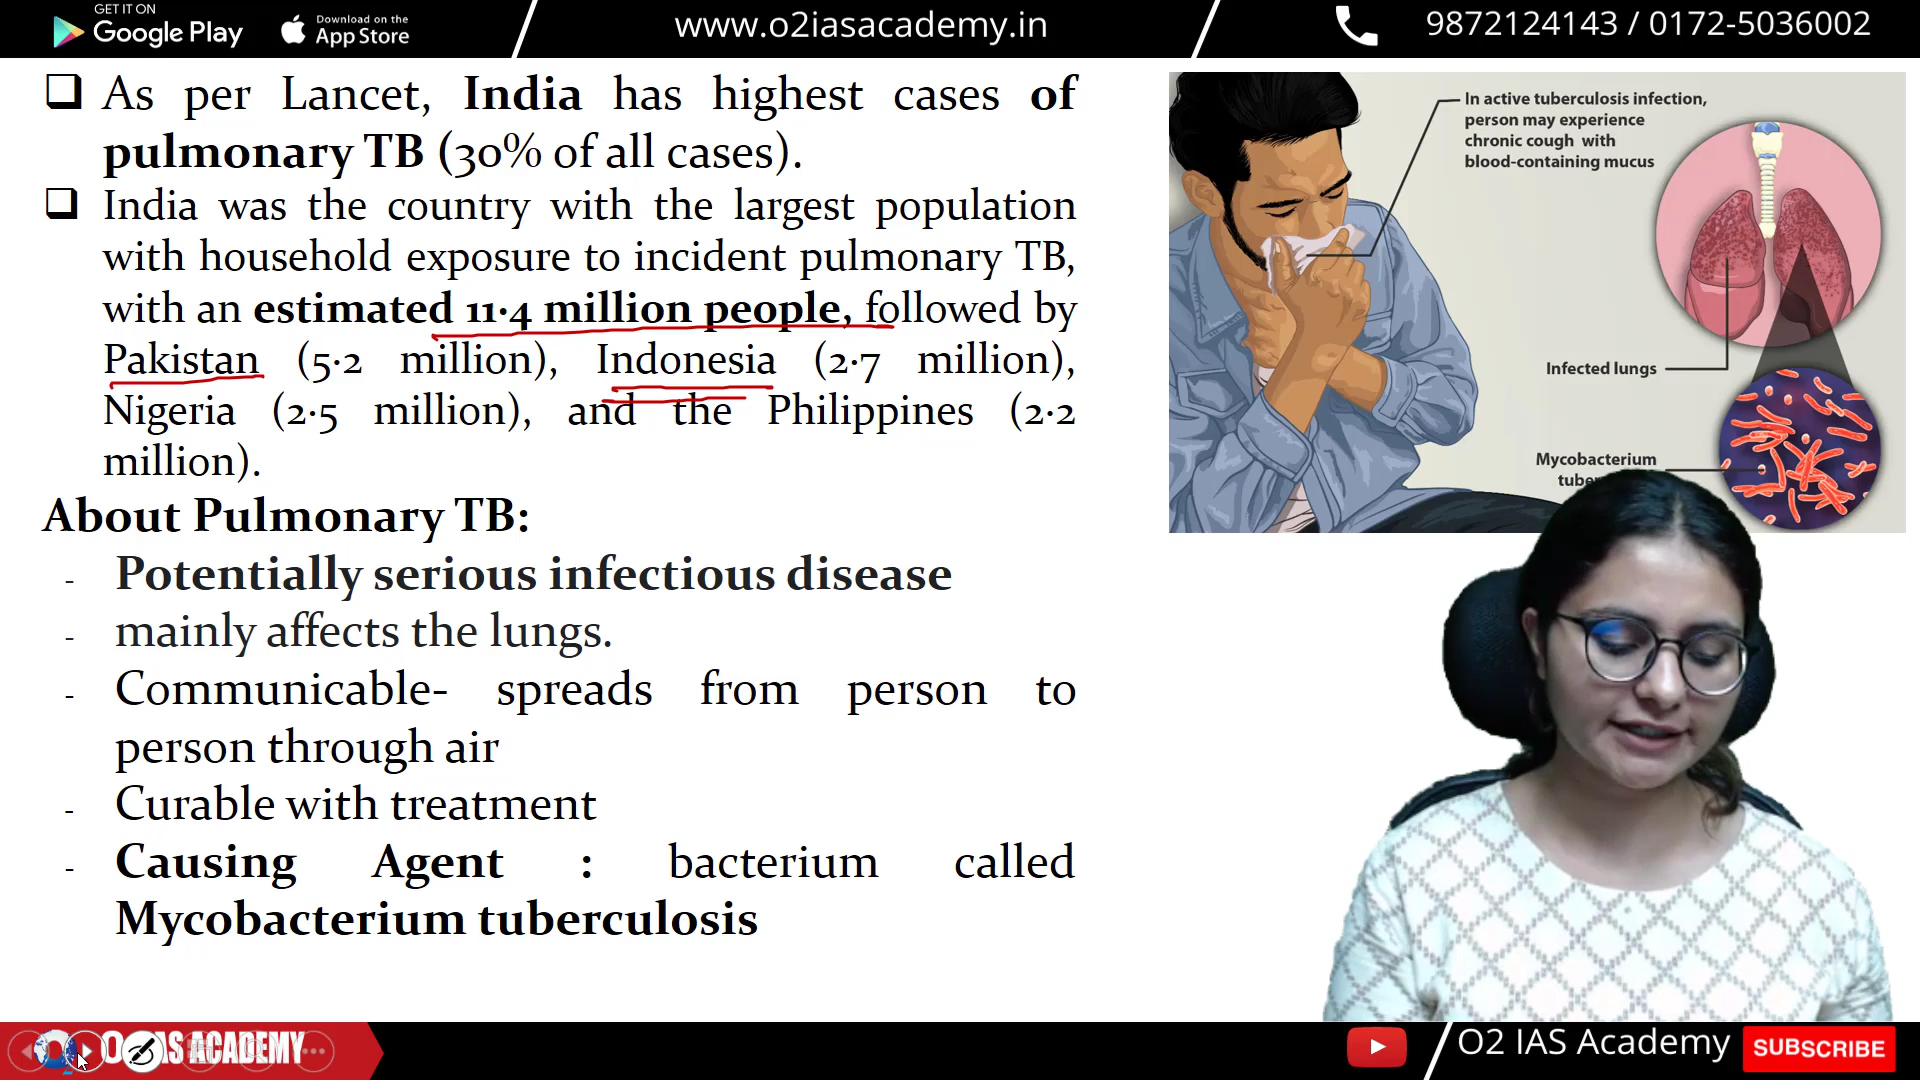 GET IT ON
Google Play
Download on the
App Store
www.o2iasacademy.in
9872124143 / 0172-5036002
As per Lancet, India has highest cases of
pulmonary TB (30% of all cases).
India was the country with the largest population
with household exposure to incident pulmonary TB,
with an estimated 11·4 million people, followed by
Pakistan (5·2 million), Indonesia (2·7 million),
Nigeria (2·5 million), and the Philippines (2·2
million).
About Pulmonary TB:
- Potentially serious infectious disease
- mainly affects the lungs.
- Communicable- spreads from person to
person through air
- Curable with treatment
- Causing Agent : bacterium called
Mycobacterium tuberculosis
In active tuberculosis infection,
person may experience
chronic cough with
blood-containing mucus
Infected lungs
Mycobacterium
IAS ACADEMY
O2 IAS Academy
SUBSCRIBE